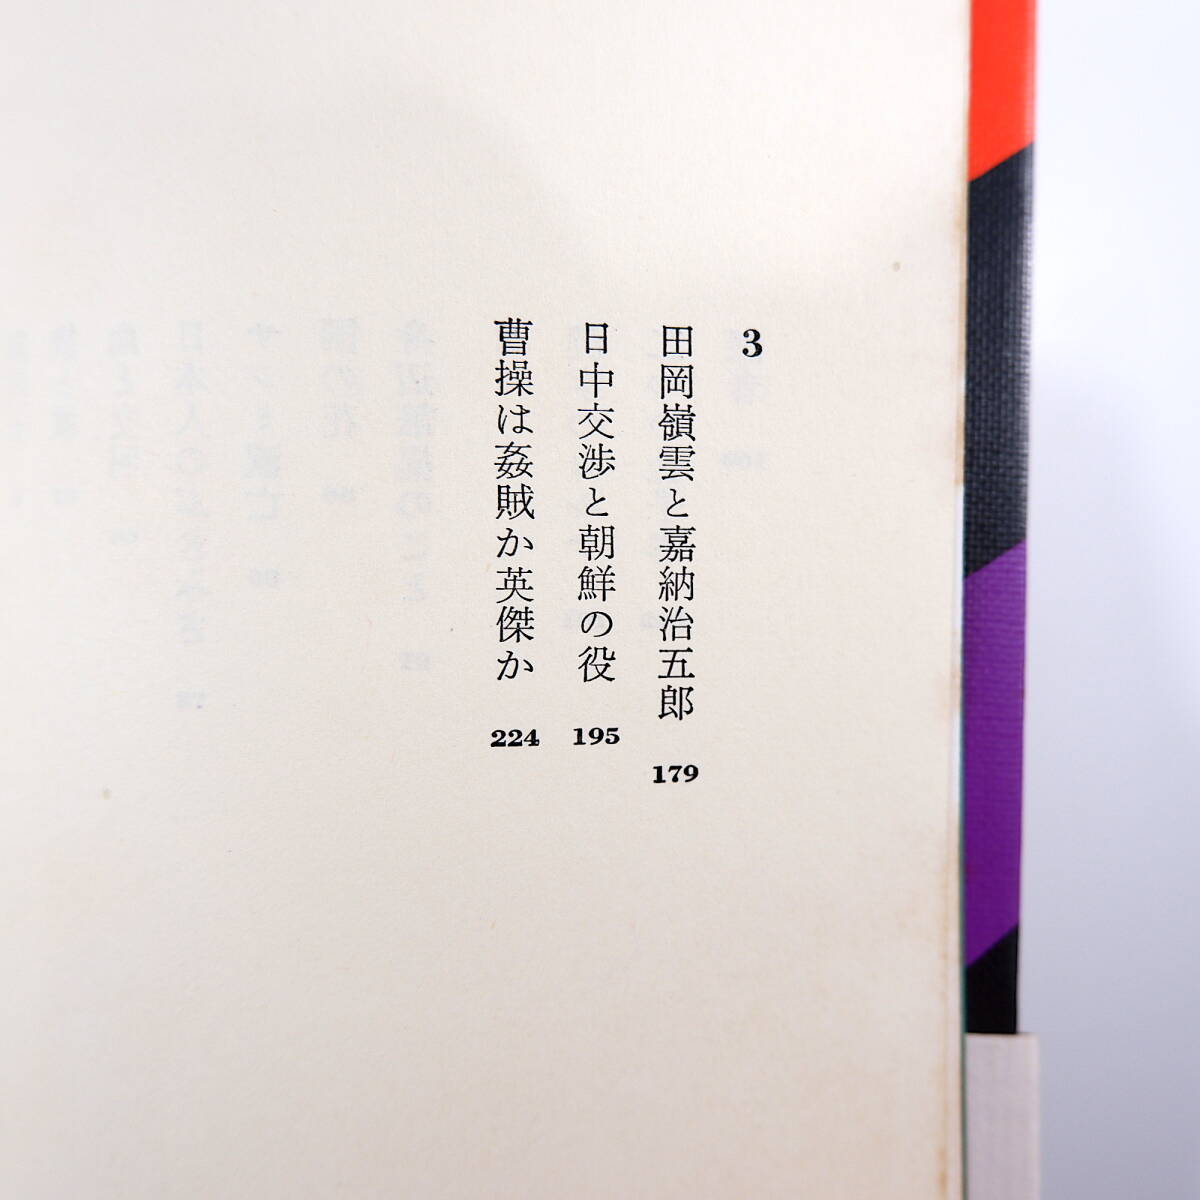 3
田岡嶺雲と嘉納治五郎 179
日中交渉と朝鮮の役 195
曹操は姦賊か英傑か 224